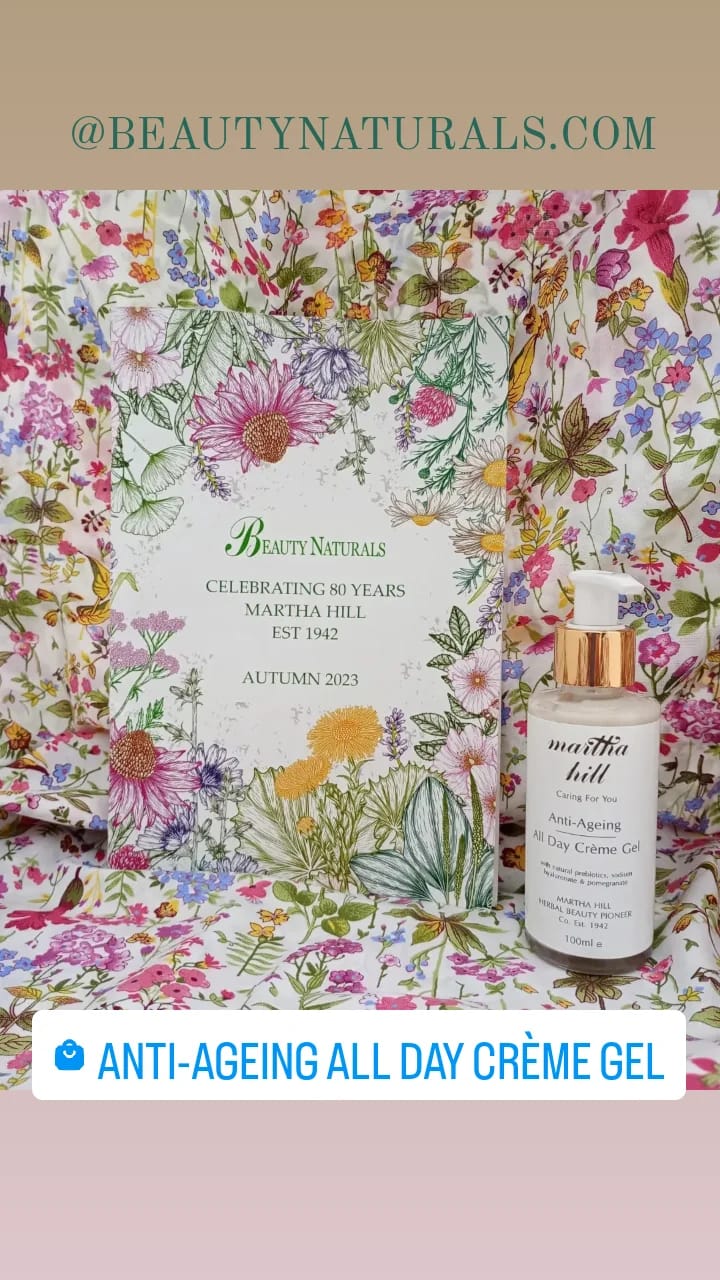 @BEAUTYNATURALS.COM
BEAUTY NATURALS
CELEBRATING 80 YEARS
MARTHA HILL
EST 1942
AUTUMN 2023
martha
hill
Caring For You
Anti-Ageing
All Day Crème Gel
with natural prebiotics, sodium
hyaluronate & pomegranate
MARTHA HILL
HERBAL BEAUTY PIONEER
Co. Est. 1942
100ml e
ANTI-AGEING ALL DAY CRÈME GEL